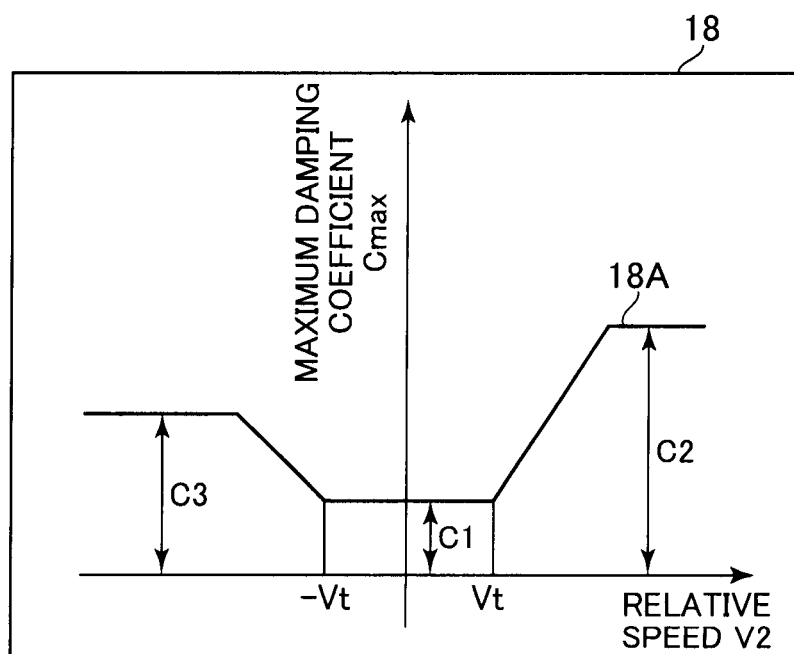 18
MAXIMUM DAMPING
COEFFICIENT
Cmax
18A
C3
C1
C2
-Vt
Vt
RELATIVE
SPEED V2